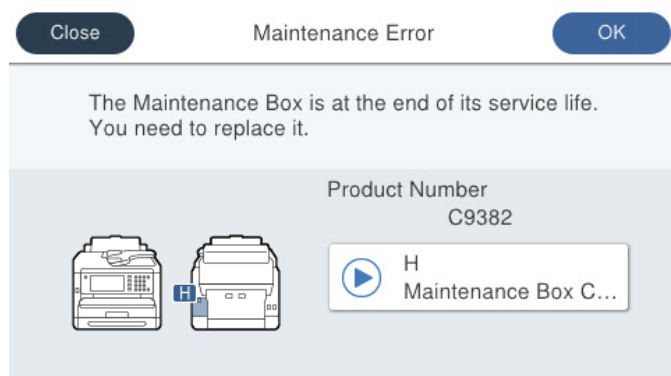 Close
Maintenance Error
OK
The Maintenance Box is at the end of its service life.
You need to replace it.
Product Number
C9382
H
H
Maintenance Box C...